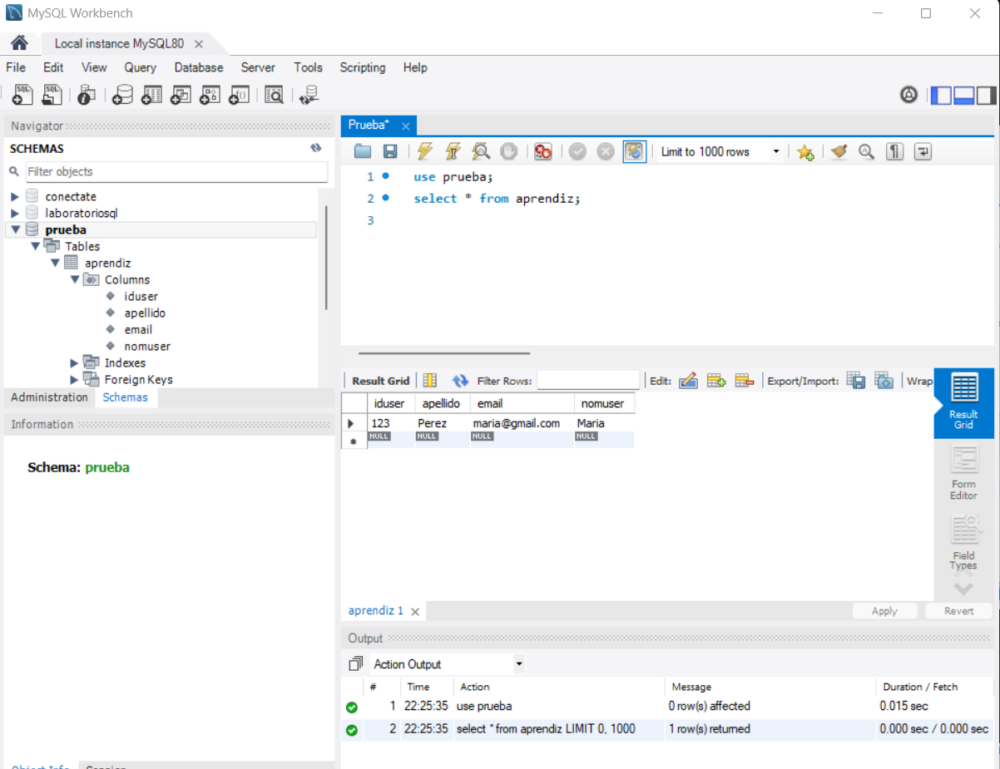 MySQL Workbench
Local instance MySQL80
File Edit View Query Database Server Tools Scripting Help
Navigator
SCHEMAS
Filter objects
conectate
laboratoriosql
prueba
Tables
aprendiz
Columns
iduser
apellido
email
nomuser
Indexes
Foreign Keys
Administration Schemas
Information
Schema: prueba
Object Info Session
Prueba*
Limit to 1000 rows
1 use prueba;
2 select * from aprendiz;
3
Result Grid Filter Rows: Edit: Export/Import: Wrap
iduser apellido email nomuser
123 Perez maria@gmail.com Maria
NULL NULL NULL NULL
Result
Grid
Form
Editor
Field
Types
aprendiz 1
Apply Revert
Output
Action Output
# Time Action Message Duration / Fetch
1 22:25:35 use prueba 0 row(s) affected 0.015 sec
2 22:25:35 select * from aprendiz LIMIT 0, 1000 1 row(s) returned 0.000 sec / 0.000 sec